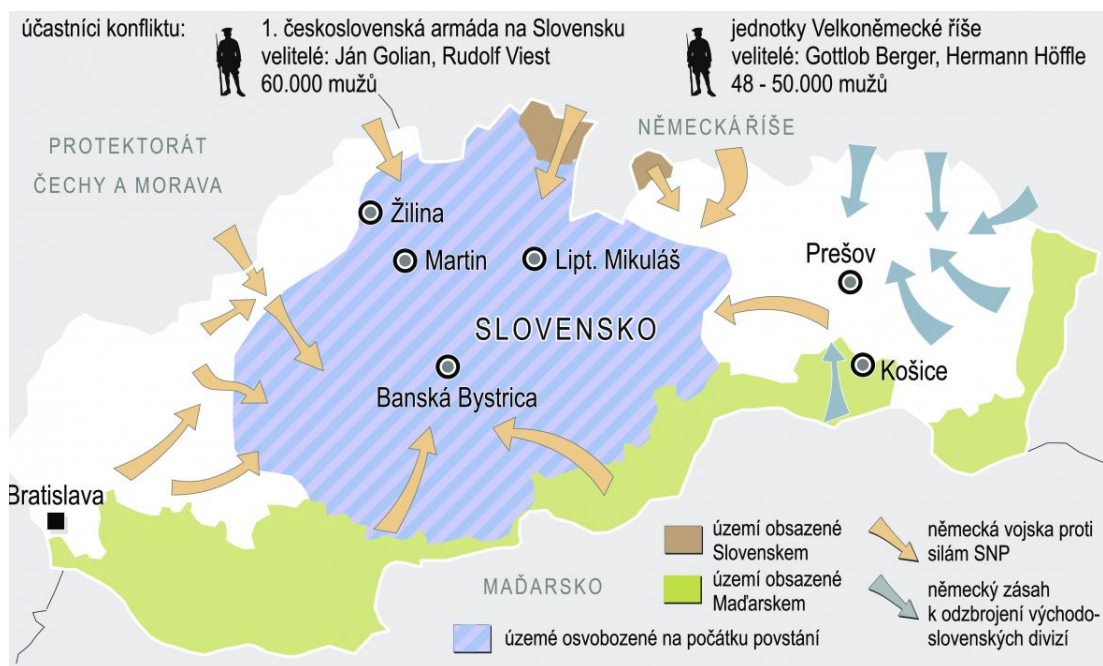 účastníci konfliktu:
1. československá armáda na Slovensku
velitelé: Ján Golian, Rudolf Viest
60.000 mužů
jednotky Velkoněmecké říše
velitelé: Gottlob Berger, Hermann Höffle
48 - 50.000 mužů
PROTEKTORÁT
ČECHY A MORAVA
NĚMECKÁ ŘÍŠE
Žilina
Martin
Lipt. Mikuláš
Prešov
SLOVENSKO
Košice
Banská Bystrica
Bratislava
MAĎARSKO
území obsazené
Slovenskem
území obsazené
Maďarskem
územé osvobozené na počátku povstání
německá vojska proti
silám SNP
německý zásah
k odzbrojení východo-
slovenských divizí